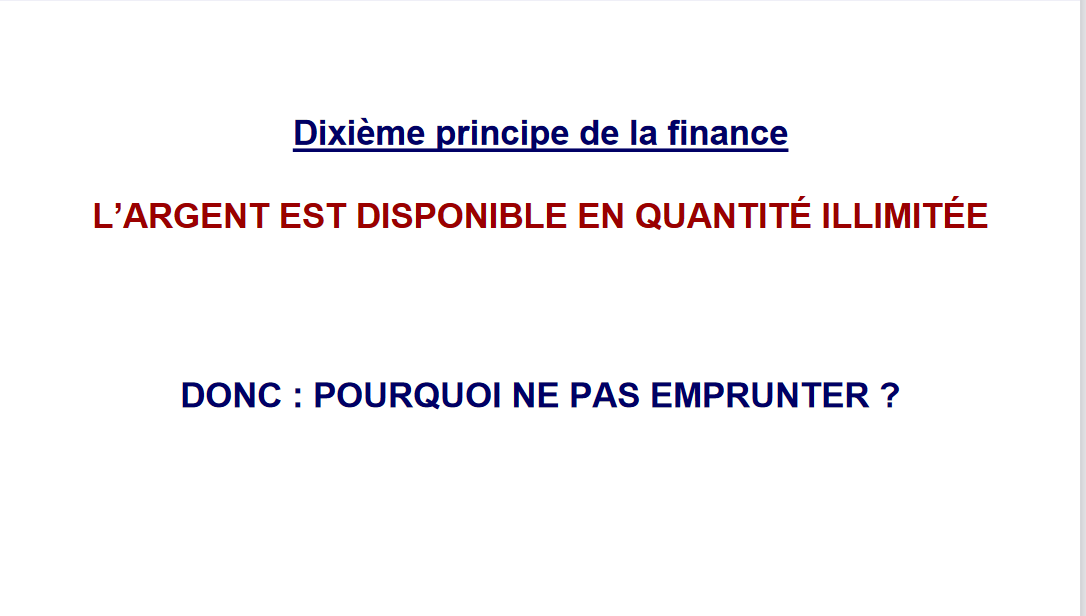 Dixième principe de la finance
L’ARGENT EST DISPONIBLE EN QUANTITÉ ILLIMITÉE
DONC : POURQUOI NE PAS EMPRUNTER ?